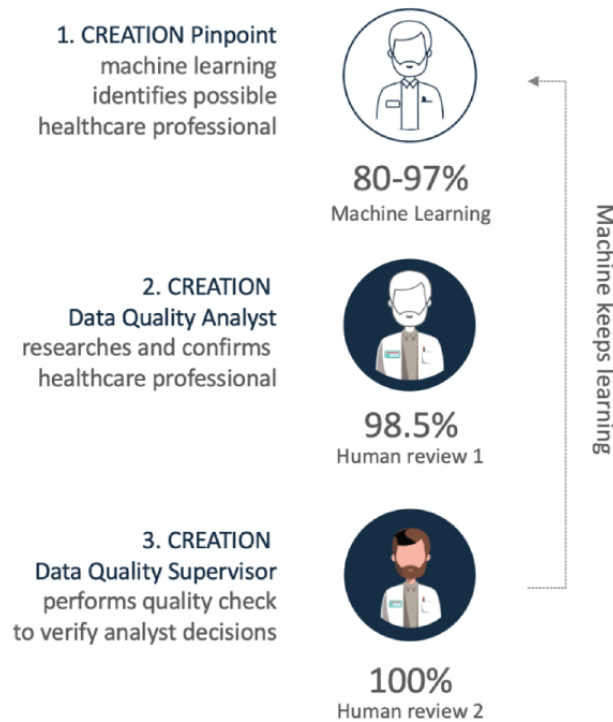 1. CREATION Pinpoint
machine learning
identifies possible
healthcare professional
80-97%
Machine Learning
2. CREATION
Data Quality Analyst
researches and confirms
healthcare professional
98.5%
Human review 1
3. CREATION
Data Quality Supervisor
performs quality check
to verify analyst decisions
100%
Human review 2
Machine keeps learning